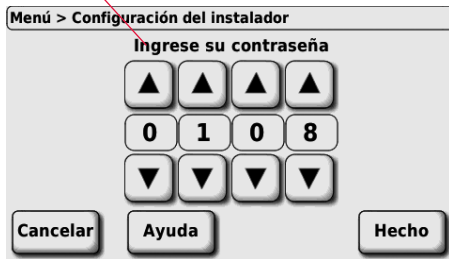 Menú > Configuración del instalador
Ingrese su contraseña
0 1 0 8
Cancelar Ayuda Hecho